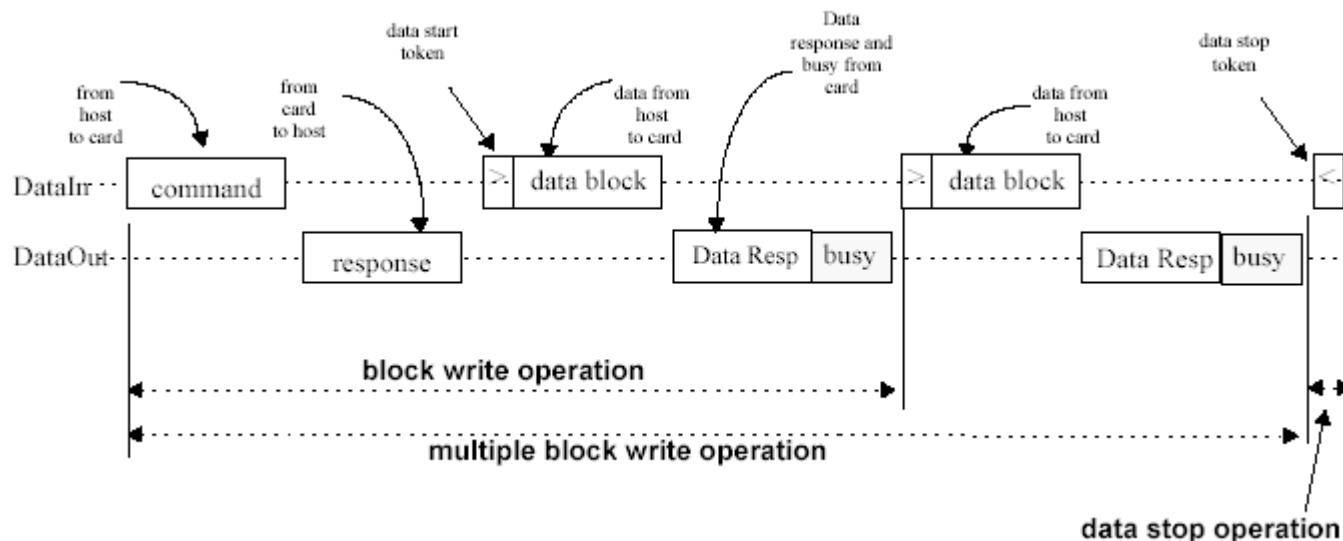 data start
token
Data
response and
busy from
card
data stop
token
from
host
to card
from
card
to host
data from
host
to card
data from
host
to card
DataIn
command
>
data block
>
data block
<
DataOut
response
Data Resp
busy
Data Resp
busy
block write operation
multiple block write operation
data stop operation